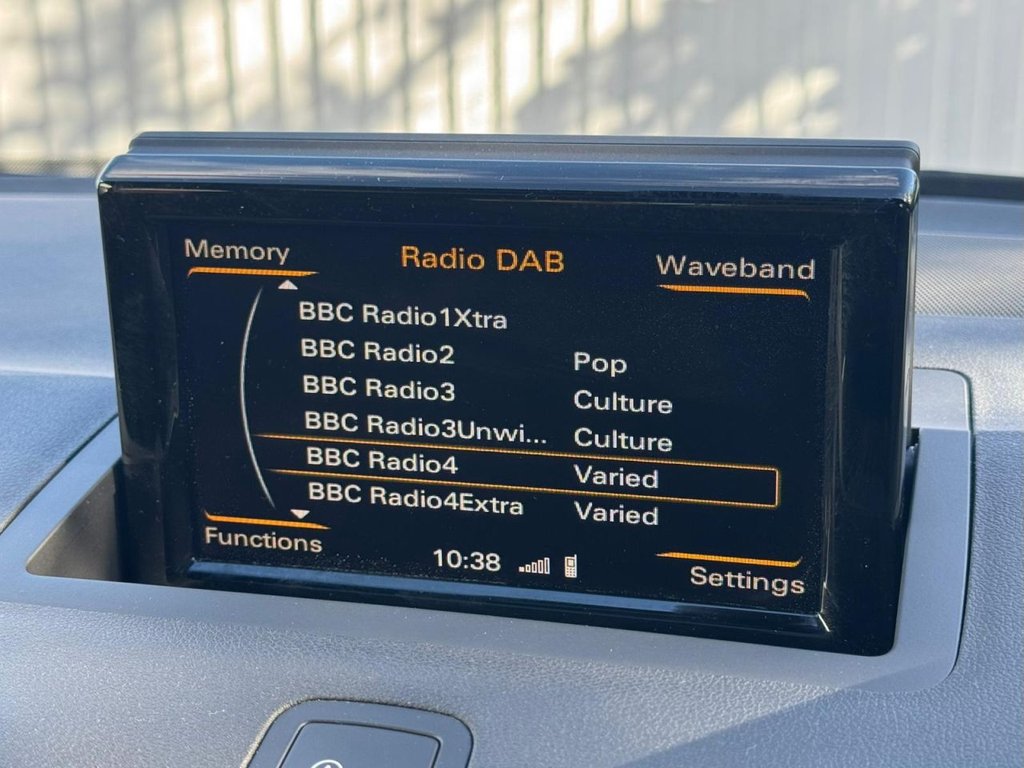 Memory Radio DAB Waveband
BBC Radio1Xtra
BBC Radio2 Pop
BBC Radio3 Culture
BBC Radio3Unwi... Culture
BBC Radio4 Varied
BBC Radio4Extra Varied
Functions 10:38 Settings